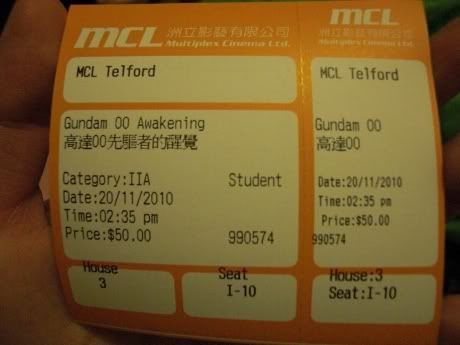 MCL 洲立影藝有限公司
Multiplex Cinema Ltd.
MCL Telford
Gundam 00 Awakening
高達00先驅者的醒覺
Category:IIA Student
Date:20/11/2010
Time:02:35 pm
Price:$50.00 990574
House
3
Seat
I-10
MCL
洲立影藝有限公司
Multiplex Cinema Ltd.
MCL Telford
Gundam 00
高達00
Date:20/11/2010
Time:02:35 pm
Price:$50.00
990574
House:3
Seat:I-10